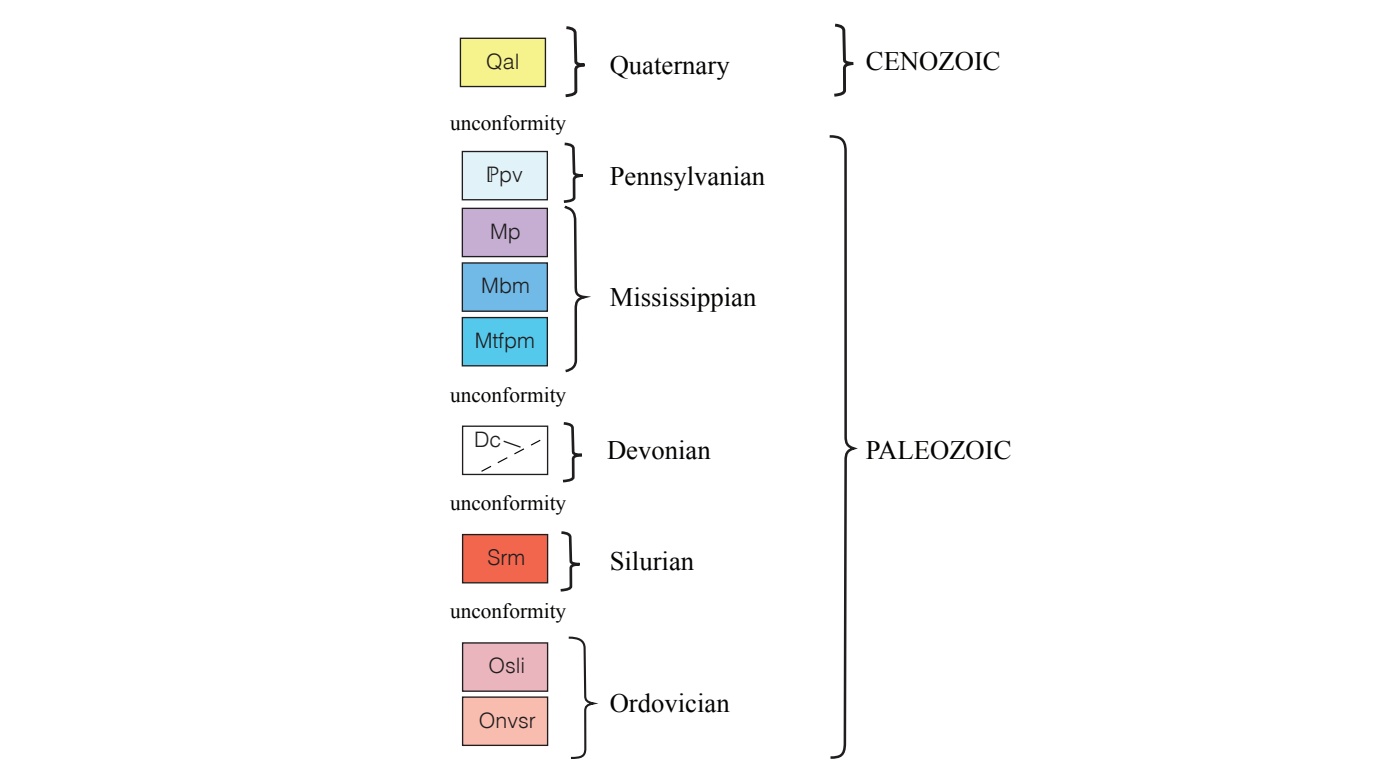 Qal Quaternary CENOZOIC
unconformity
ℙpv Pennsylvanian
Mp
Mbm Mississippian
Mtfpm
unconformity
Dc Devonian PALEOZOIC
unconformity
Srm Silurian
unconformity
Osli
Ordovician
Onvsr